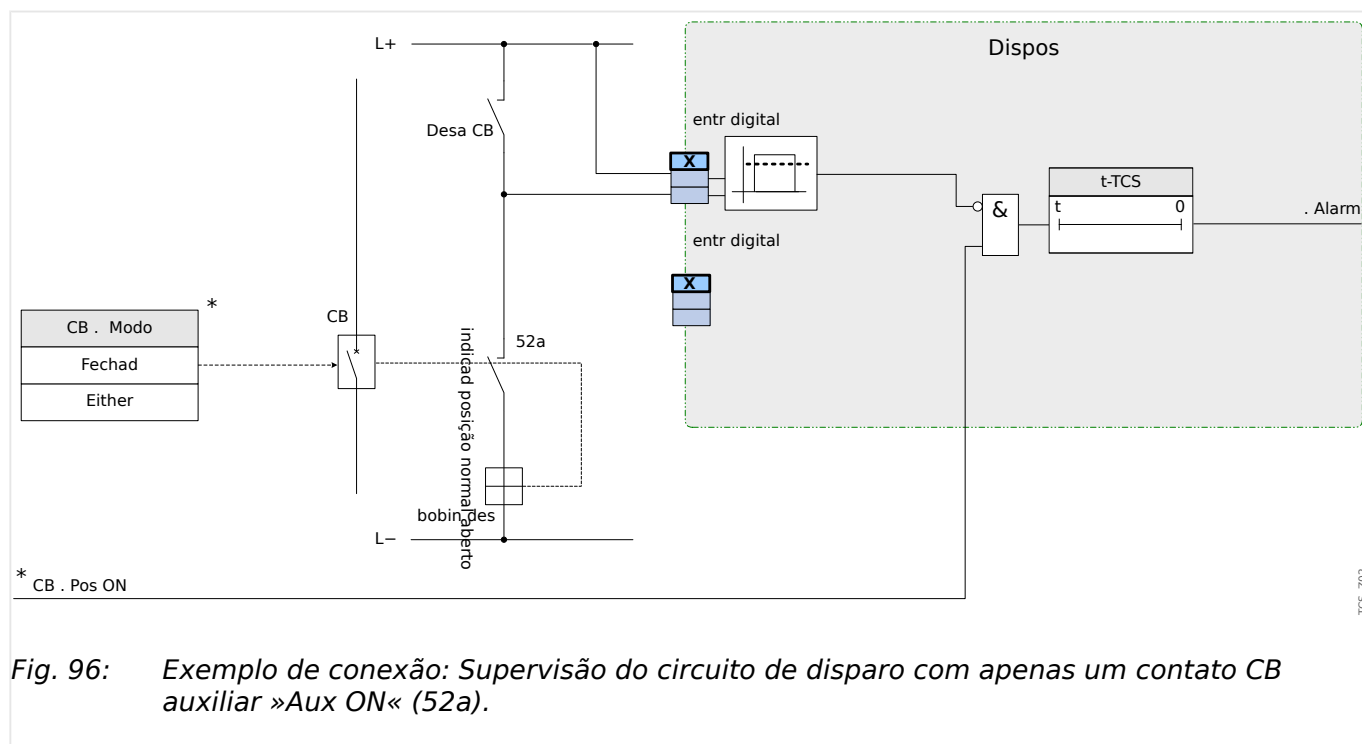 L+
Dispos
Desa CB
entr digital
X
t-TCS
t 0
&
. Alarm
entr digital
X
*
CB . Modo
CB
Fechad
52a
Either
indicad posição normal aberto
bobin des
L−
*
CB . Pos ON
Fig. 96: Exemplo de conexão: Supervisão do circuito de disparo com apenas um contato CB
auxiliar »Aux ON« (52a).